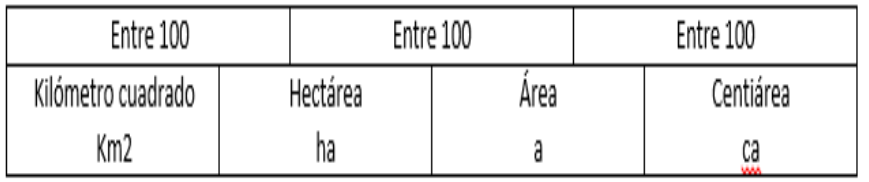 Entre 100 Entre 100 Entre 100
Kilómetro cuadrado Hectárea Área Centiárea
Km2 ha a ca